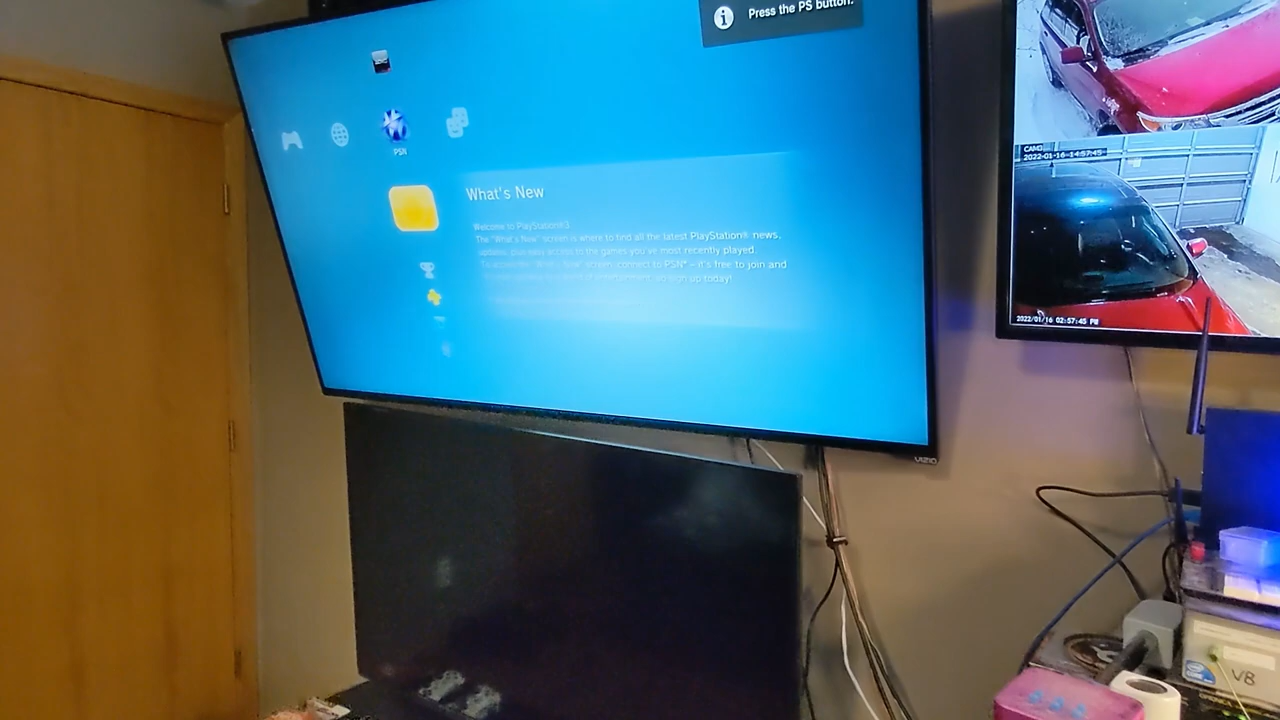 Press the PS button.
PSN
What's New
Welcome to PlayStation®3
The "What's New" screen is where to find all the latest PlayStation® news,
updates, plus easy access to the games you've most recently played.
To access the "What's New" screen, connect to PSN℠ – it's free to join and
sign up today!
VIZIO
CAM3
2022-01-16-14:57:45
2022/01/16 02:57:45 PM
V8